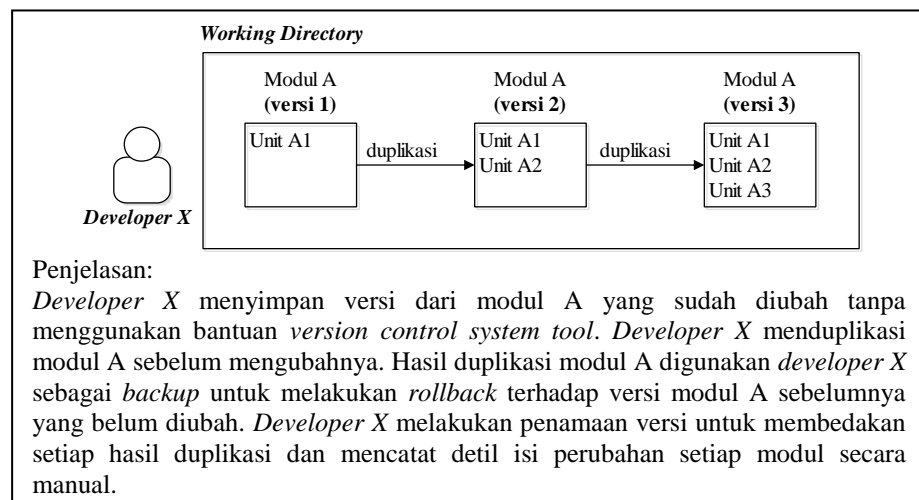 Working Directory
Modul A
(versi 1)
Modul A
(versi 2)
Modul A
(versi 3)
Unit A1
duplikasi
Unit A1
Unit A2
duplikasi
Unit A1
Unit A2
Unit A3
Developer X
Penjelasan:
Developer X menyimpan versi dari modul A yang sudah diubah tanpa
menggunakan bantuan version control system tool. Developer X menduplikasi
modul A sebelum mengubahnya. Hasil duplikasi modul A digunakan developer X
sebagai backup untuk melakukan rollback terhadap versi modul A sebelumnya
yang belum diubah. Developer X melakukan penamaan versi untuk membedakan
setiap hasil duplikasi dan mencatat detil isi perubahan setiap modul secara
manual.